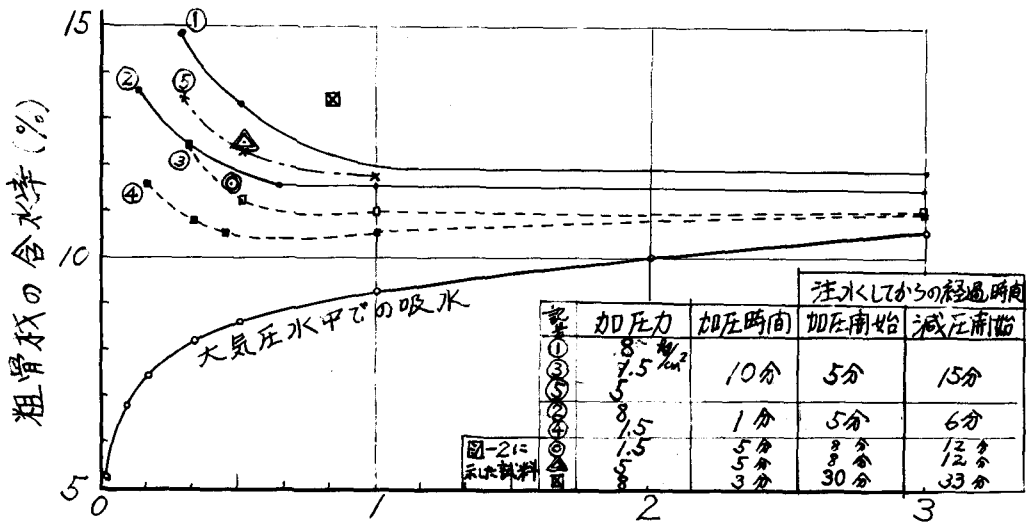 粗骨材の含水率(%)
15
10
5
①
②
⑤
③
④
大気圧水中での吸水
1
2
3
注水してからの経過時間
記号 加圧力 加圧時間 加圧開始 減圧開始
① 8 kg/cm²
③ 1.5 10分 5分 15分
⑤ 5
② 8 1分 5分 6分
④ 1.5
◎ 1.5 5分 8分 12分
△ 5 5分 8分 12分
⊠ 8 3分 30分 33分
図-2に
示した試料